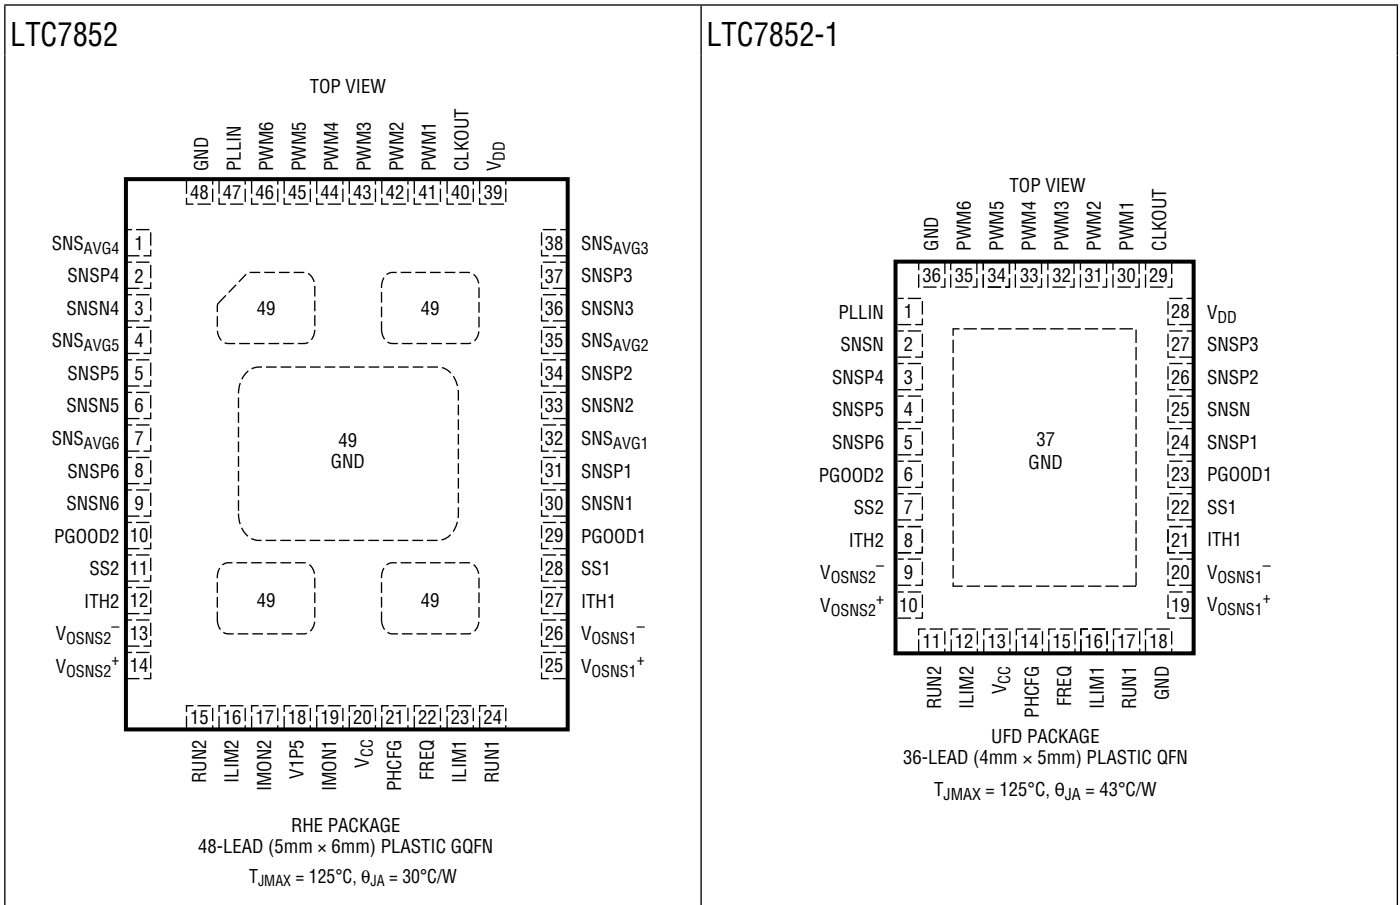 LTC7852
TOP VIEW
GND PLLIN PWM6 PWM5 PWM4 PWM3 PWM2 PWM1 CLKOUT VDD
48 47 46 45 44 43 42 41 40 39
SNSAVG4 1 38 SNSAVG3
SNSP4 2 37 SNSP3
SNSN4 3 49 49 36 SNSN3
SNSAVG5 4 35 SNSAVG2
SNSP5 5 34 SNSP2
SNSN5 6 33 SNSN2
SNSAVG6 7 49 32 SNSAVG1
GND
SNSP6 8 31 SNSP1
SNSN6 9 30 SNSN1
PGOOD2 10 29 PGOOD1
SS2 11 28 SS1
ITH2 12 49 49 27 ITH1
VOSNS2– 13 26 VOSNS1–
VOSNS2+ 14 25 VOSNS1+
15 16 17 18 19 20 21 22 23 24
RUN2 ILIM2 IMON2 V1P5 IMON1 VCC PHCFG FREQ ILIM1 RUN1
RHE PACKAGE
48-LEAD (5mm × 6mm) PLASTIC GQFN
TJMAX = 125°C, θJA = 30°C/W
LTC7852-1
TOP VIEW
GND PWM6 PWM5 PWM4 PWM3 PWM2 PWM1 CLKOUT
36 35 34 33 32 31 30 29
PLLIN 1 28 VDD
SNSN 2 27 SNSP3
SNSP4 3 26 SNSP2
SNSP5 4 25 SNSN
SNSP6 5 37 24 SNSP1
GND
PGOOD2 6 23 PGOOD1
SS2 7 22 SS1
ITH2 8 21 ITH1
VOSNS2– 9 20 VOSNS1–
VOSNS2+ 10 19 VOSNS1+
11 12 13 14 15 16 17 18
RUN2 ILIM2 VCC PHCFG FREQ ILIM1 RUN1 GND
UFD PACKAGE
36-LEAD (4mm × 5mm) PLASTIC QFN
TJMAX = 125°C, θJA = 43°C/W